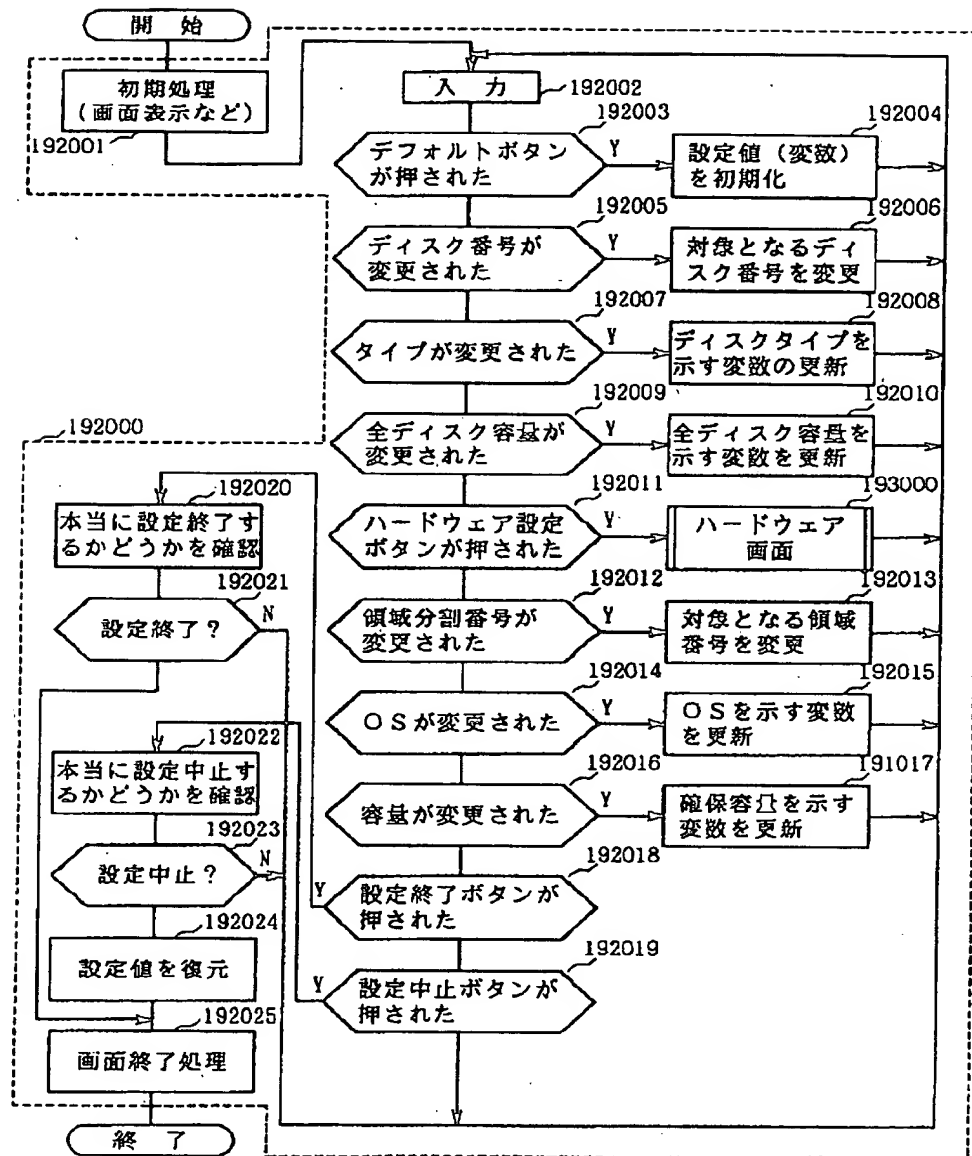 開始
初期処理
(画面表示など)
192001
入力
192002
192003
デフォルトボタン
が押された
Y
192004
設定値(変数)
を初期化
192005
ディスク番号が
変更された
Y
192006
対象となるディ
スク番号を変更
192007
タイプが変更された
Y
192008
ディスクタイプを
示す変数の更新
192009
全ディスク容量が
変更された
Y
192010
全ディスク容量を
示す変数を更新
192011
ハードウェア設定
ボタンが押された
Y
193000
ハードウェア
画面
192012
領域分割番号が
変更された
Y
192013
対象となる領域
番号を変更
192014
OSが変更された
Y
192015
OSを示す変数
を更新
192016
容量が変更された
Y
191017
確保容量を示す
変数を更新
192018
設定終了ボタンが
押された
Y
192019
設定中止ボタンが
押された
Y
192000
192020
本当に設定終了す
るかどうかを確認
192021
設定終了?
N
192022
本当に設定中止す
るかどうかを確認
192023
設定中止?
N
192024
設定値を復元
192025
画面終了処理
終了